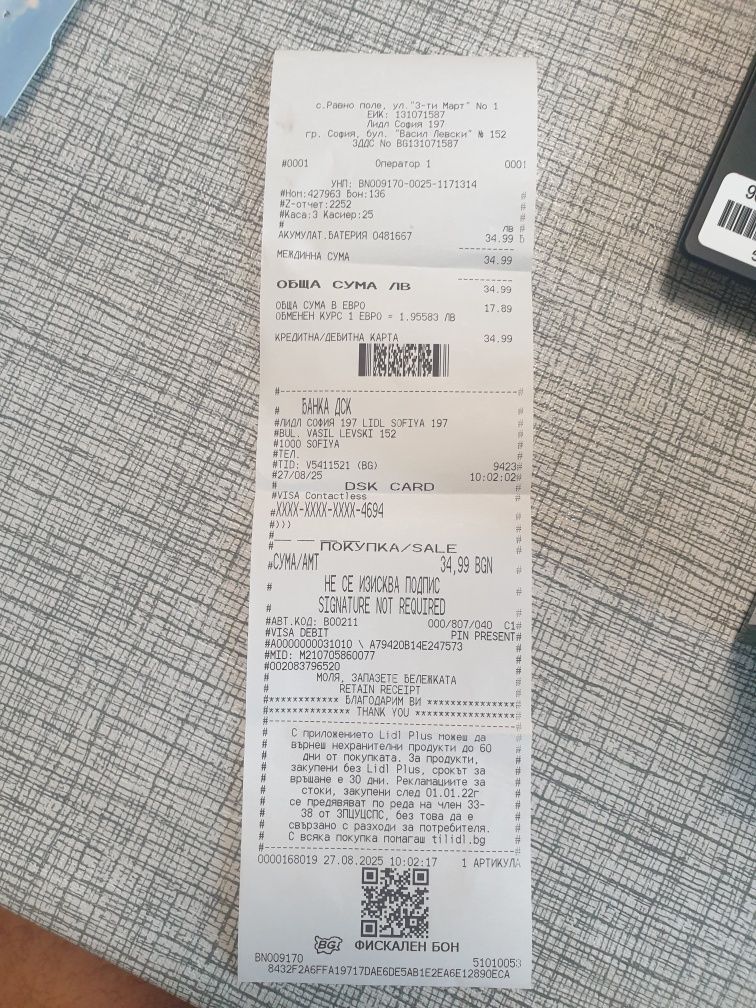 с.Равно поле, ул."3-ти Март" No 1
ЕИК: 131071587
Лидл София 197
гр. София, бул. "Васил Левски" № 152
ЗДДС No BG131071587
#0001 Оператор 1 0001
УНП: BN009170-0025-1171314
#Ном:427963 Бон:136 #
#Z-отчет:2252 #
#Каса:3 Касиер:25 #
# лв #
АКУМУЛАТ.БАТЕРИЯ 0481667 34.99 Б
МЕЖДИННА СУМА 34.99
ОБЩА СУМА ЛВ 34.99
ОБЩА СУМА В ЕВРО 17.89
ОБМЕНЕН КУРС 1 ЕВРО = 1.95583 ЛВ
КРЕДИТНА/ДЕБИТНА КАРТА 34.99
#--------------------------------------#
# БАНКА ДСК #
#ЛИДЛ СОФИЯ 197 LIDL SOFIYA 197 #
#BUL. VASIL LEVSKI 152 #
#1000 SOFIYA #
#ТЕЛ. #
#TID: V5411521 (BG) 9423#
#27/08/25 10:02:02#
# DSK CARD #
#VISA Contactless #
#XXXX-XXXX-XXXX-4694 #
#))) #
# ПОКУПКА/SALE #
#СУМА/AMT 34,99 BGN #
# НЕ СЕ ИЗИСКВА ПОДПИС #
# SIGNATURE NOT REQUIRED #
#АВТ.КОД: B00211 000/807/040 C1#
#VISA DEBIT PIN PRESENT#
#A0000000031010 \ A79420B14E247573 #
#MID: M210705860077 #
#002083796520 #
# МОЛЯ, ЗАПАЗЕТЕ БЕЛЕЖКАТА #
# RETAIN RECEIPT #
#************ БЛАГОДАРИМ ВИ ***************#
#************** THANK YOU ****************#
#--------------------------------------#
# С приложението Lidl Plus можеш да #
# върнеш нехранителни продукти до 60 #
# дни от покупката. За продукти, #
# закупени без Lidl Plus, срокът за #
# връщане е 30 дни. Рекламациите за #
# стоки, закупени след 01.01.22г #
# се предявяват по реда на член 33- #
# 38 от ЗПЦУЦСПС, без това да е #
# свързано с разходи за потребителя. #
# С всяка покупка помагаш tilidl.bg #
#--------------------------------------#
0000168019 27.08.2025 10:02:17 1 АРТИКУЛА
BG ФИСКАЛЕН БОН
BN009170 51010053
8432F2A6FFA19717DAE6DE5AB1E2EA6E12890ECA